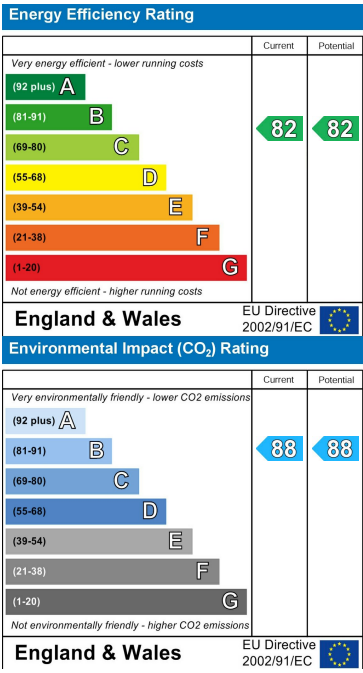 Energy Efficiency Rating
Current Potential
Very energy efficient - lower running costs
(92 plus) A
(81-91) B
82 82
(69-80) C
(55-68) D
(39-54) E
(21-38) F
(1-20) G
Not energy efficient - higher running costs
England & Wales
EU Directive
2002/91/EC
Environmental Impact (CO₂) Rating
Current Potential
Very environmentally friendly - lower CO2 emissions
(92 plus) A
(81-91) B
88 88
(69-80) C
(55-68) D
(39-54) E
(21-38) F
(1-20) G
Not environmentally friendly - higher CO2 emissions
England & Wales
EU Directive
2002/91/EC